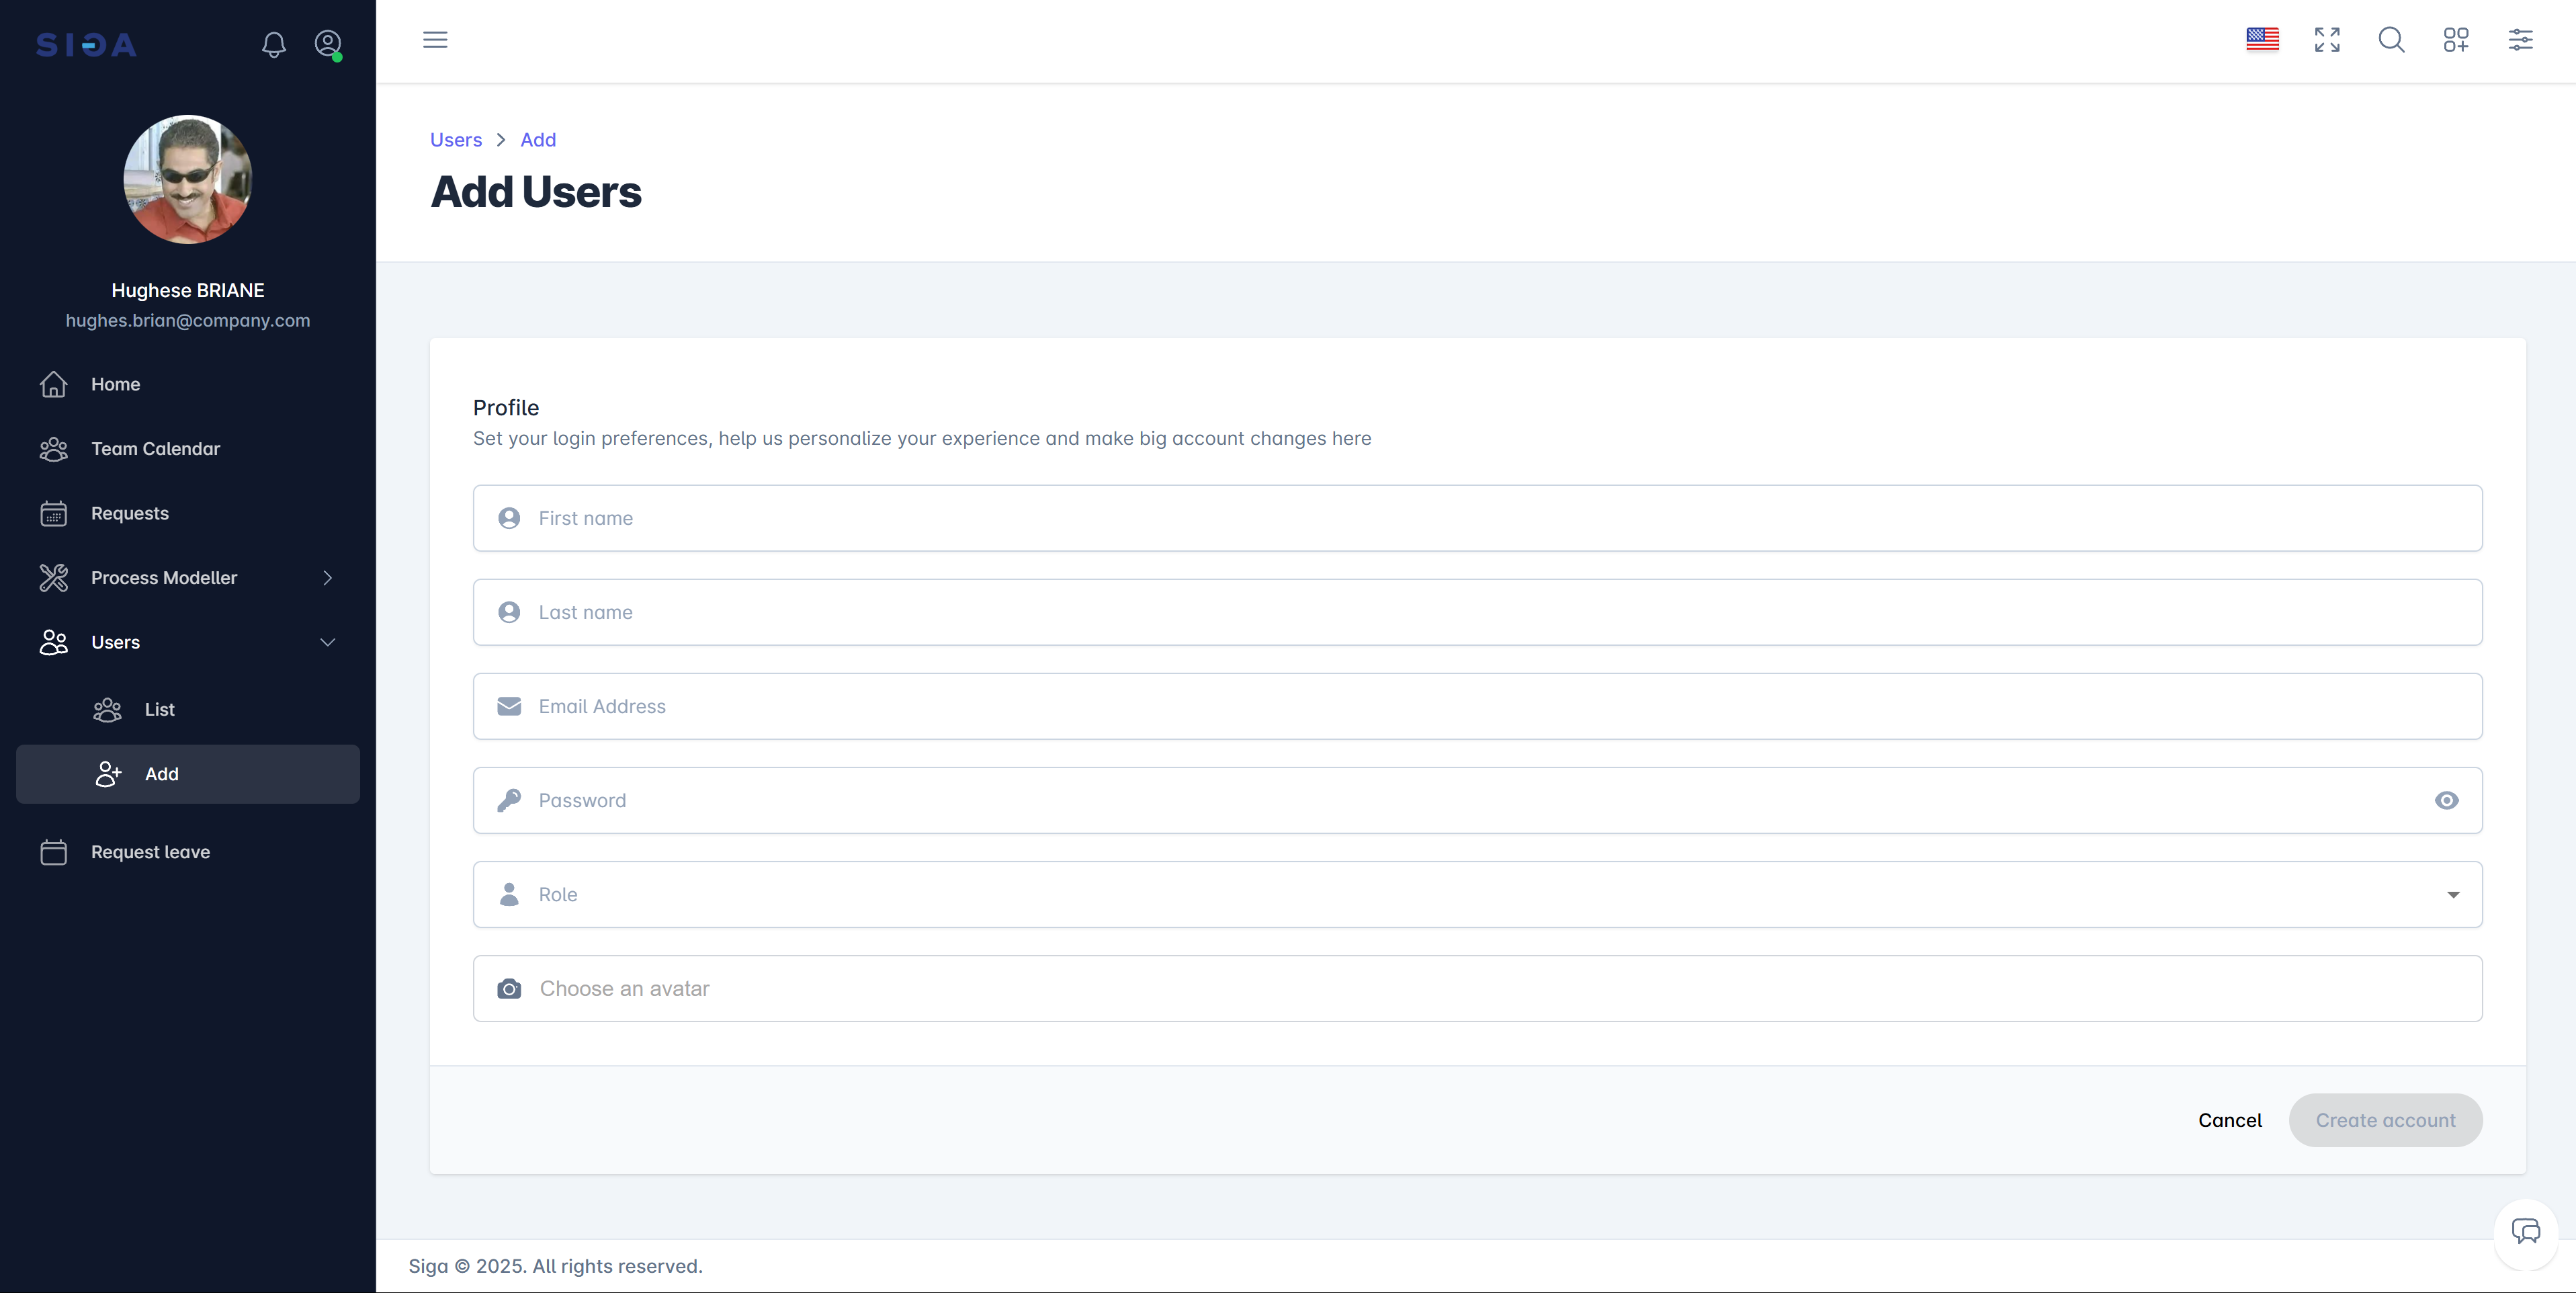 SIGA
Hughese BRIANE
hughes.brian@company.com
Home
Team Calendar
Requests
Process Modeller
Users
List
Add
Request leave
Users > Add
Add Users
Profile
Set your login preferences, help us personalize your experience and make big account changes here
First name
Last name
Email Address
Password
Role
Choose an avatar
Cancel
Create account
Siga © 2025. All rights reserved.